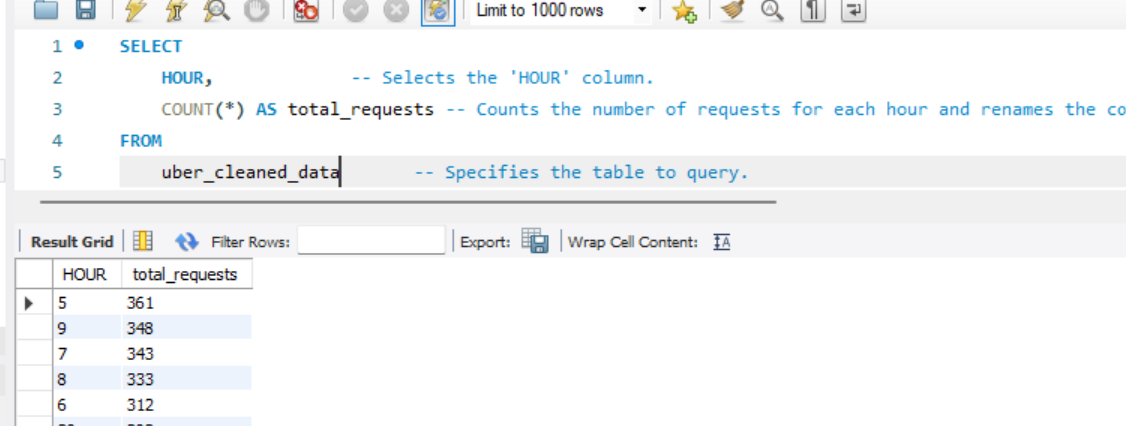 Limit to 1000 rows
1 SELECT
2 HOUR, -- Selects the 'HOUR' column.
3 COUNT(*) AS total_requests -- Counts the number of requests for each hour and renames the co
4 FROM
5 uber_cleaned_data -- Specifies the table to query.
Result Grid Filter Rows: Export: Wrap Cell Content:
HOUR total_requests
5 361
9 348
7 343
8 333
6 312